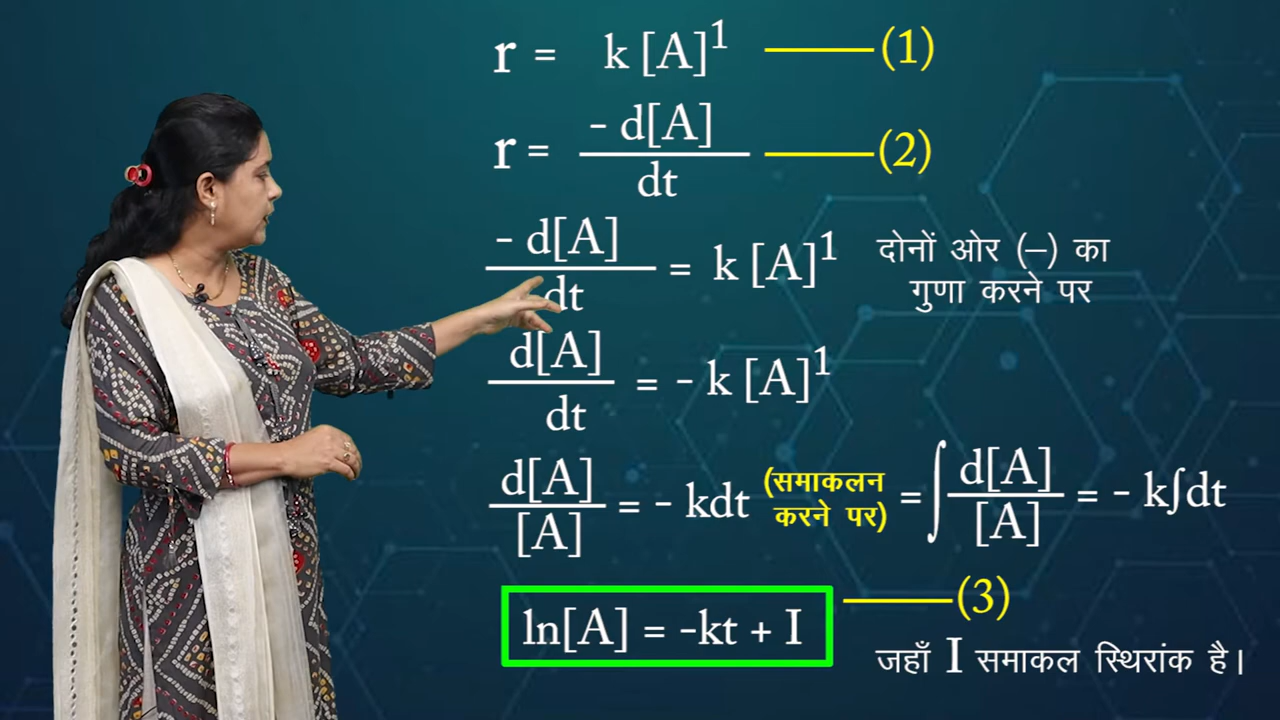 r = k [A]¹ ——— (1)
r = - d[A] / dt ——— (2)
- d[A] / dt = k [A]¹ दोनों ओर (–) का
गुणा करने पर
d[A] / dt = - k [A]¹
d[A] / [A] = - kdt (समाकलन करने पर) = ∫ d[A] / [A] = - k∫dt
ln[A] = -kt + I ——— (3)
जहाँ I समाकल स्थिरांक है।